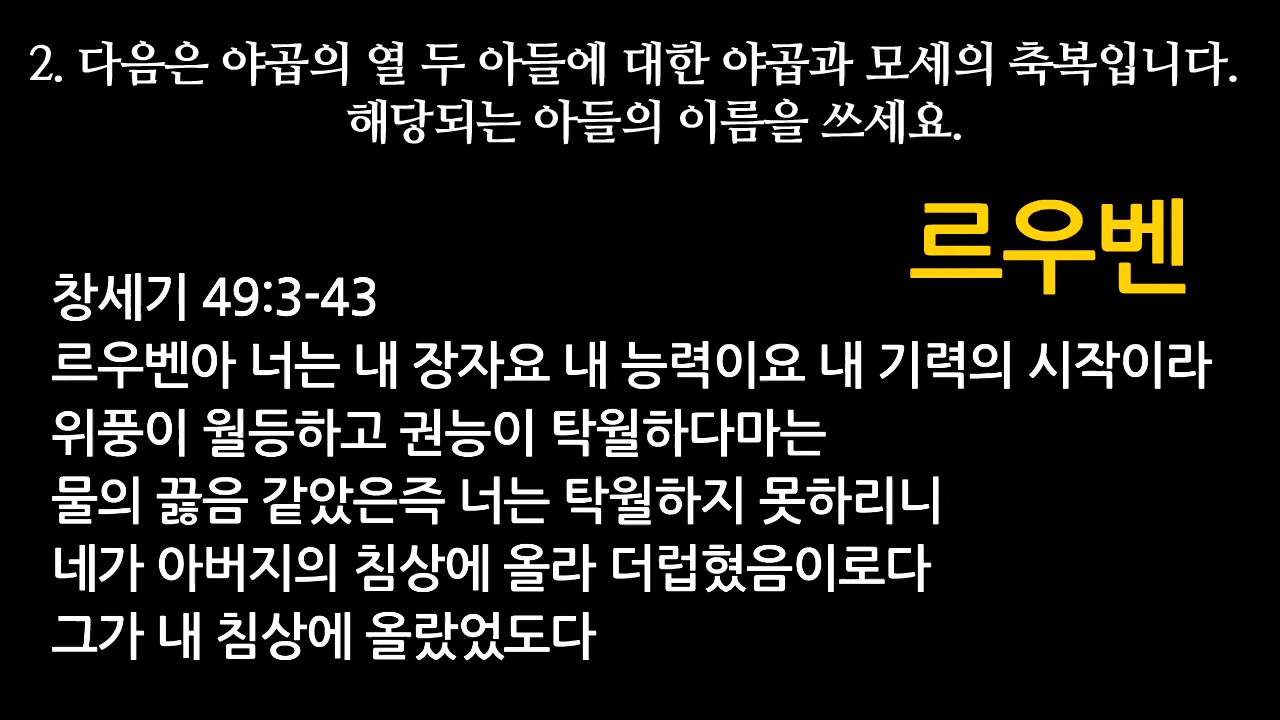 2. 다음은 야곱의 열 두 아들에 대한 야곱과 모세의 축복입니다.
해당되는 아들의 이름을 쓰세요.
르우벤
창세기 49:3-43
르우벤아 너는 내 장자요 내 능력이요 내 기력의 시작이라
위풍이 월등하고 권능이 탁월하다마는
물의 끓음 같았은즉 너는 탁월하지 못하리니
네가 아버지의 침상에 올라 더럽혔음이로다
그가 내 침상에 올랐었도다